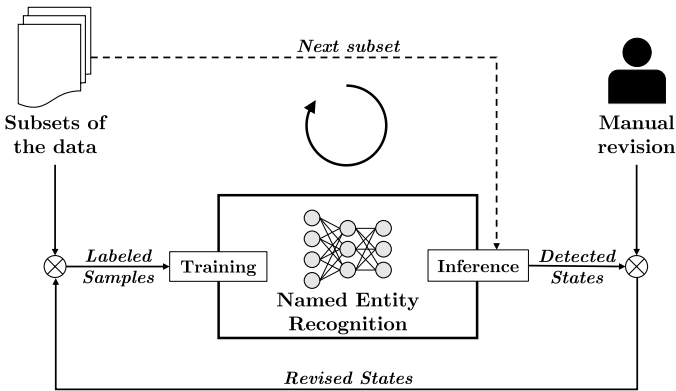 Next subset
Subsets of
the data
Manual
revision
Labeled
Samples
Training
Inference
Detected
States
Named Entity
Recognition
Revised States